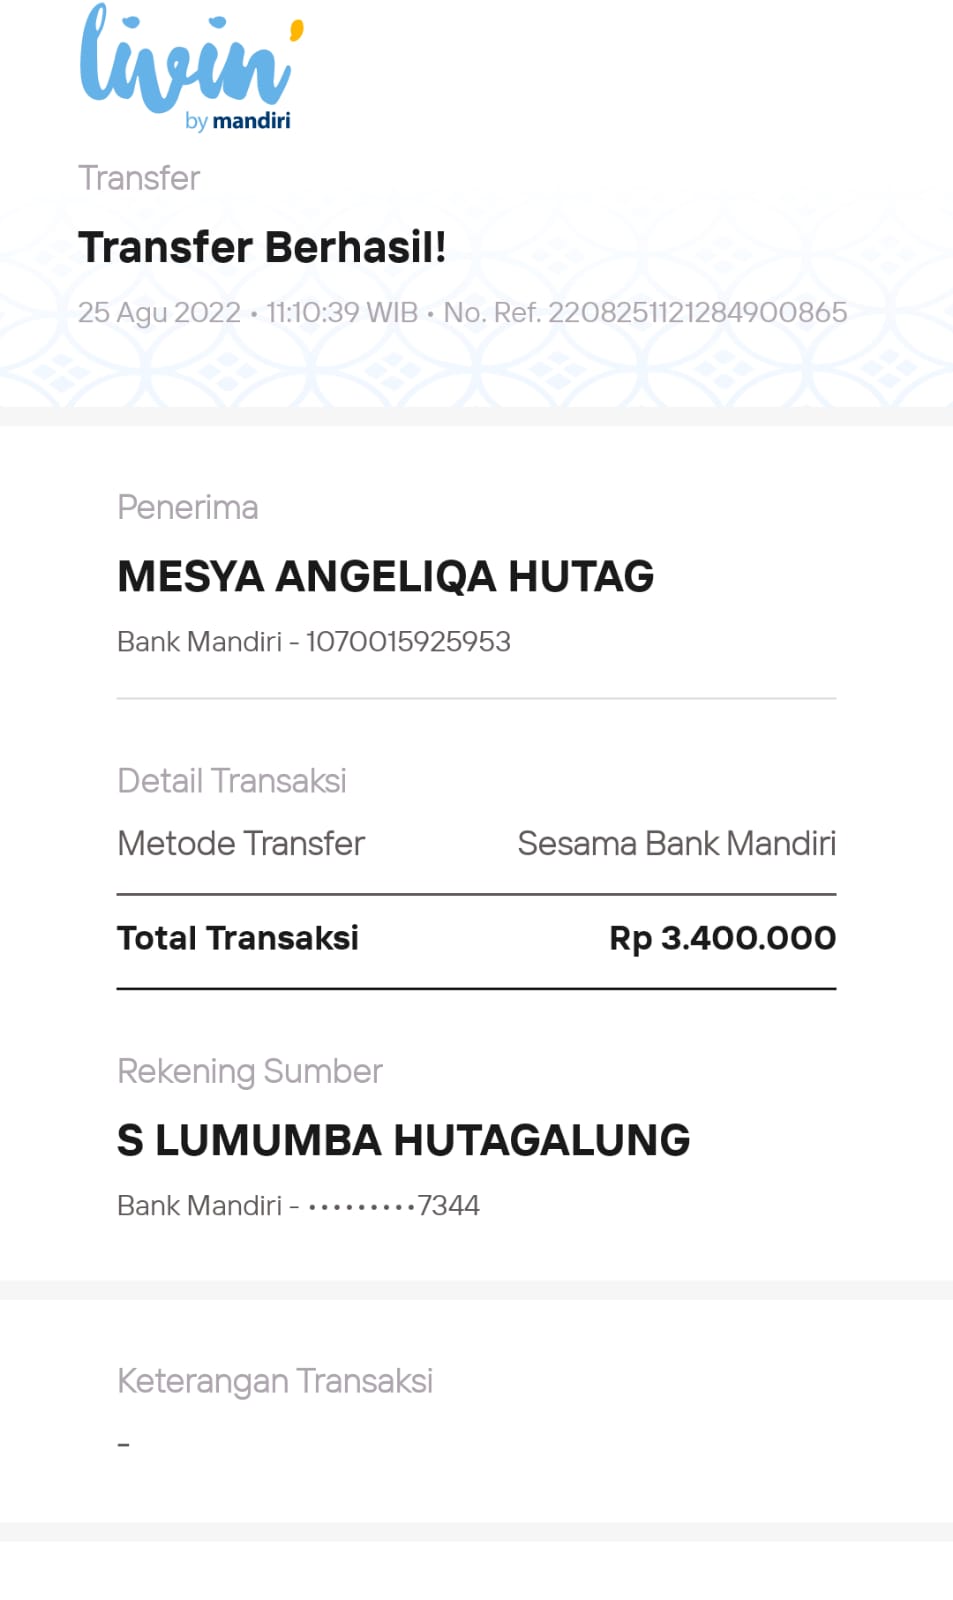 livin'
by mandiri
Transfer
Transfer Berhasil!
25 Agu 2022 • 11:10:39 WIB • No. Ref. 2208251121284900865
Penerima
MESYA ANGELIQA HUTAG
Bank Mandiri - 1070015925953
Detail Transaksi
Metode Transfer Sesama Bank Mandiri
Total Transaksi Rp 3.400.000
Rekening Sumber
S LUMUMBA HUTAGALUNG
Bank Mandiri - •••••••••7344
Keterangan Transaksi
-